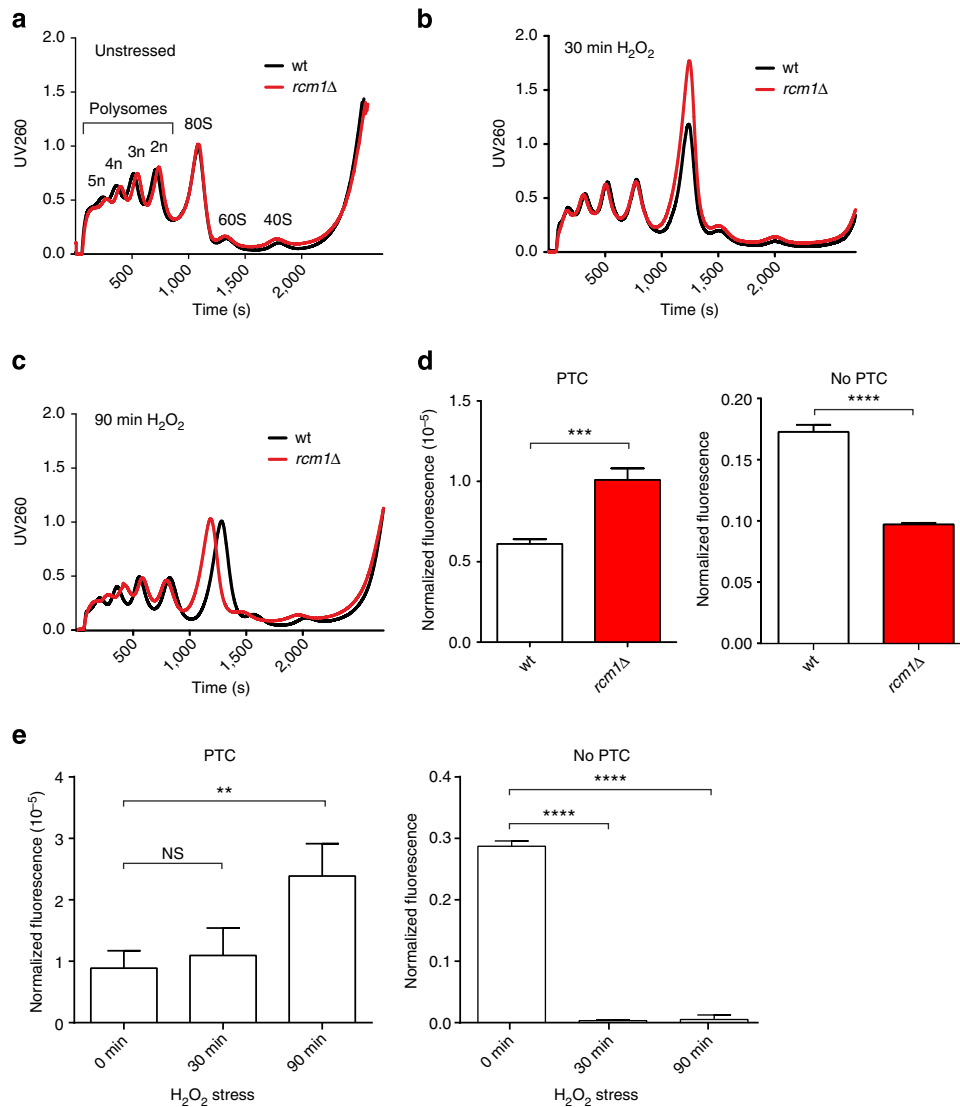 a
Unstressed
wt
rcm1Δ
Polysomes
5n
4n
3n
2n
80S
60S
40S
UV260
2.0
1.5
1.0
0.5
0.0
500
1,000
1,500
2,000
Time (s)
b
30 min H₂O₂
wt
rcm1Δ
UV260
2.0
1.5
1.0
0.5
0.0
500
1,000
1,500
2,000
Time (s)
c
90 min H₂O₂
wt
rcm1Δ
UV260
2.0
1.5
1.0
0.5
0.0
500
1,000
1,500
2,000
Time (s)
d
PTC
***
Normalized fluorescence (10⁻⁵)
1.5
1.0
0.5
0.0
wt
rcm1Δ
No PTC
****
Normalized fluorescence
0.20
0.15
0.10
0.05
0.00
wt
rcm1Δ
e
PTC
**
NS
Normalized fluorescence (10⁻⁵)
4
3
2
1
0
0 min
30 min
90 min
H₂O₂ stress
No PTC
****
****
Normalized fluorescence
0.4
0.3
0.2
0.1
0.0
0 min
30 min
90 min
H₂O₂ stress